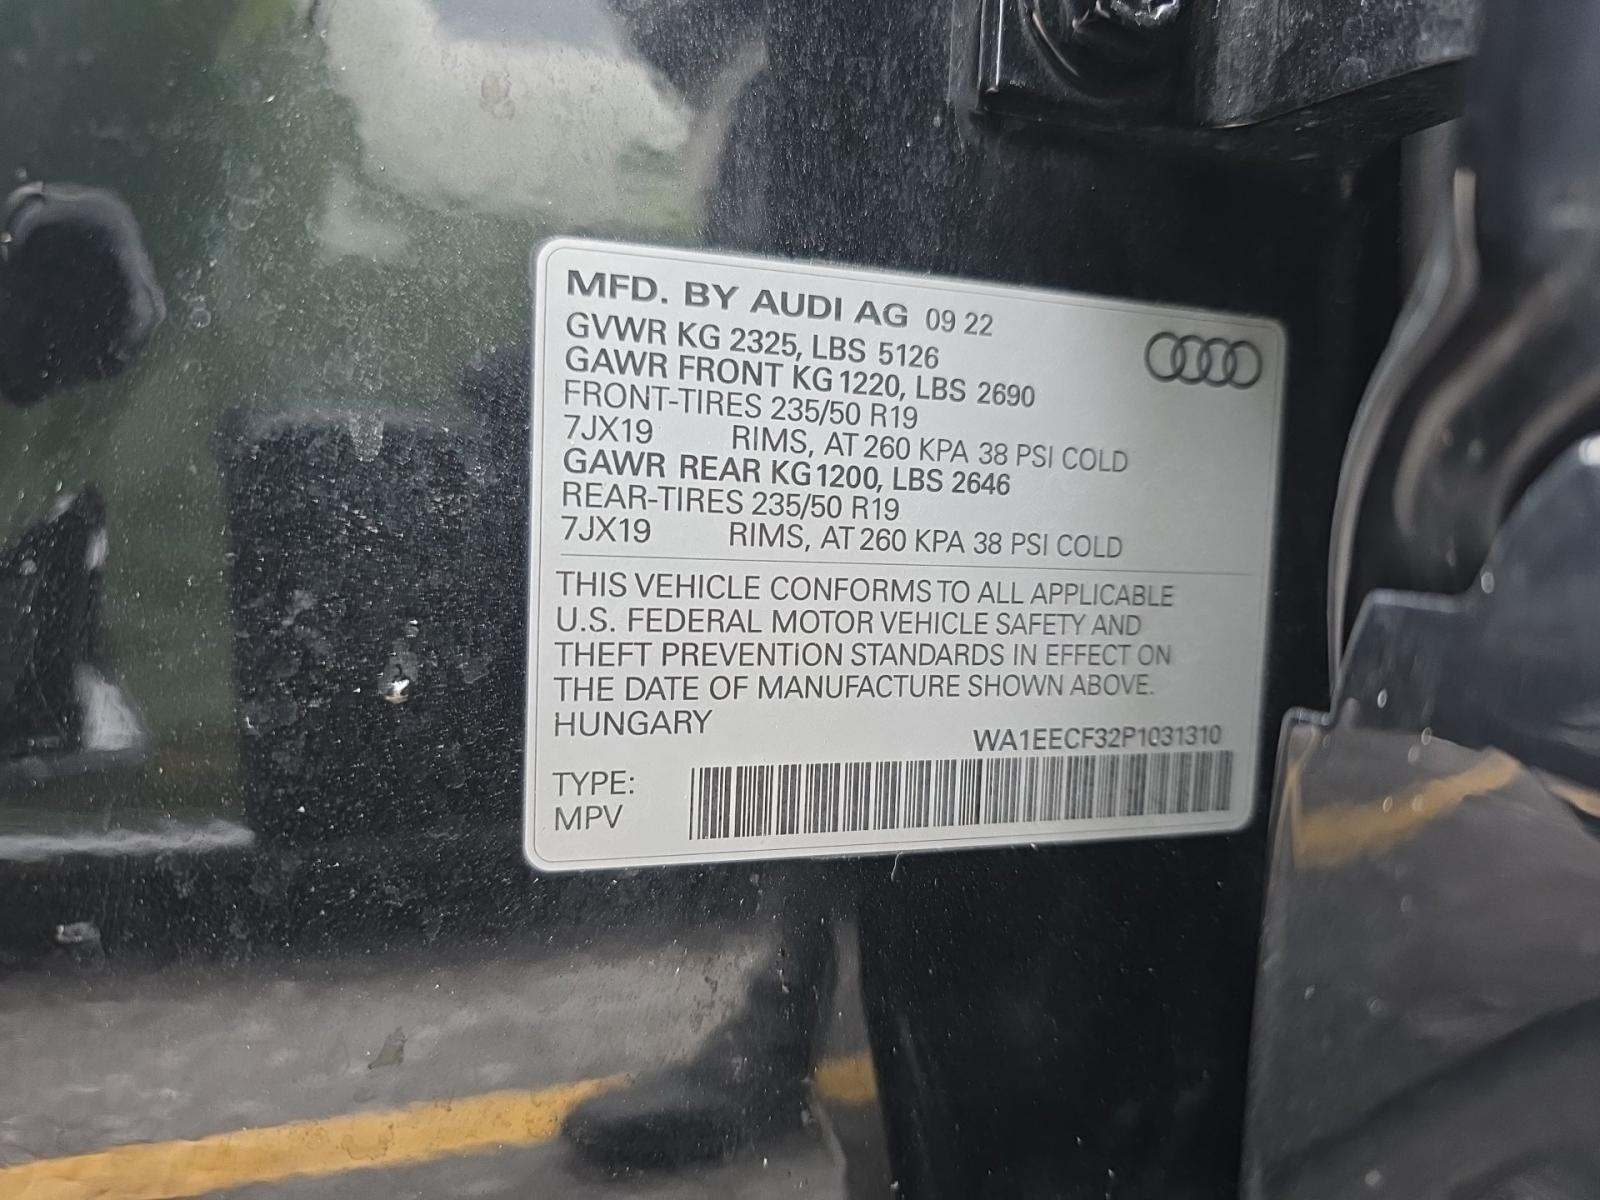 MFD. BY AUDI AG 09 22
GVWR KG 2325, LBS 5126
GAWR FRONT KG 1220, LBS 2690
FRONT-TIRES 235/50 R19
7JX19 RIMS, AT 260 KPA 38 PSI COLD
GAWR REAR KG 1200, LBS 2646
REAR-TIRES 235/50 R19
7JX19 RIMS, AT 260 KPA 38 PSI COLD
THIS VEHICLE CONFORMS TO ALL APPLICABLE
U.S. FEDERAL MOTOR VEHICLE SAFETY AND
THEFT PREVENTION STANDARDS IN EFFECT ON
THE DATE OF MANUFACTURE SHOWN ABOVE.
HUNGARY
WA1EECF32P1031310
TYPE:
MPV